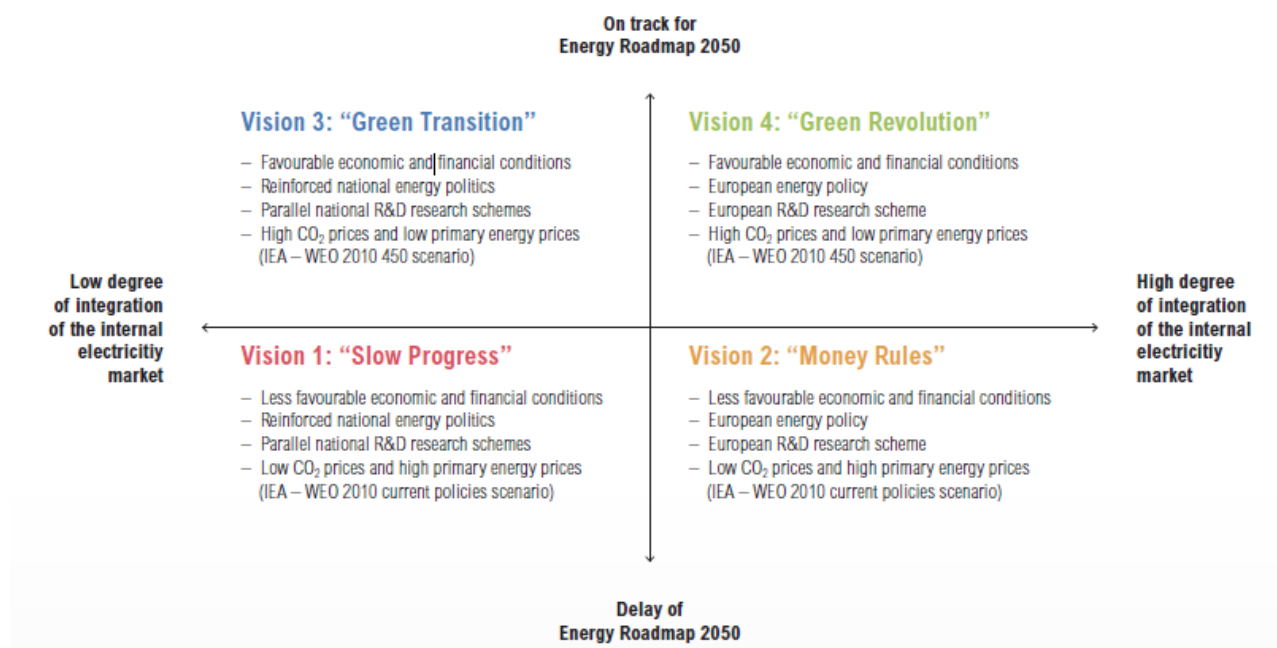 On track for
Energy Roadmap 2050
Vision 3: “Green Transition”
– Favourable economic and financial conditions
– Reinforced national energy politics
– Parallel national R&D research schemes
– High CO₂ prices and low primary energy prices
(IEA – WEO 2010 450 scenario)
Vision 4: “Green Revolution”
– Favourable economic and financial conditions
– European energy policy
– European R&D research scheme
– High CO₂ prices and low primary energy prices
(IEA – WEO 2010 450 scenario)
Low degree
of integration
of the internal
electricitiy
market
High degree
of integration
of the internal
electricitiy
market
Vision 1: “Slow Progress”
– Less favourable economic and financial conditions
– Reinforced national energy politics
– Parallel national R&D research schemes
– Low CO₂ prices and high primary energy prices
(IEA – WEO 2010 current policies scenario)
Vision 2: “Money Rules”
– Less favourable economic and financial conditions
– European energy policy
– European R&D research scheme
– Low CO₂ prices and high primary energy prices
(IEA – WEO 2010 current policies scenario)
Delay of
Energy Roadmap 2050